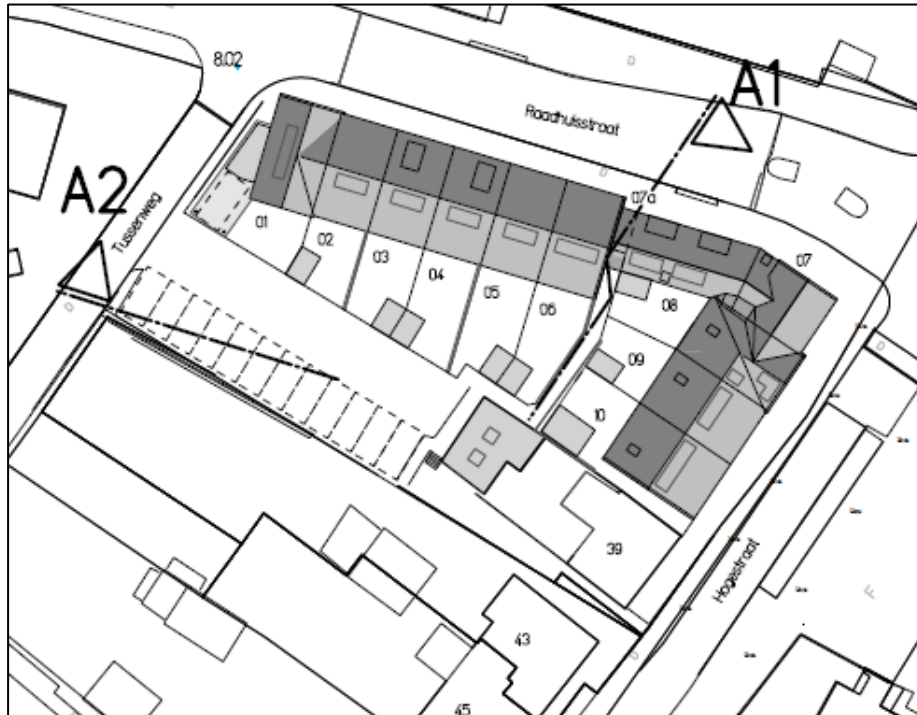 8.02
A1
D
Raadhuisstraat
A2
Tussenweg
D
07a
07
01
02
03
04
05
06
08
09
10
D
D
39
Hogestraat
F
43
D
45